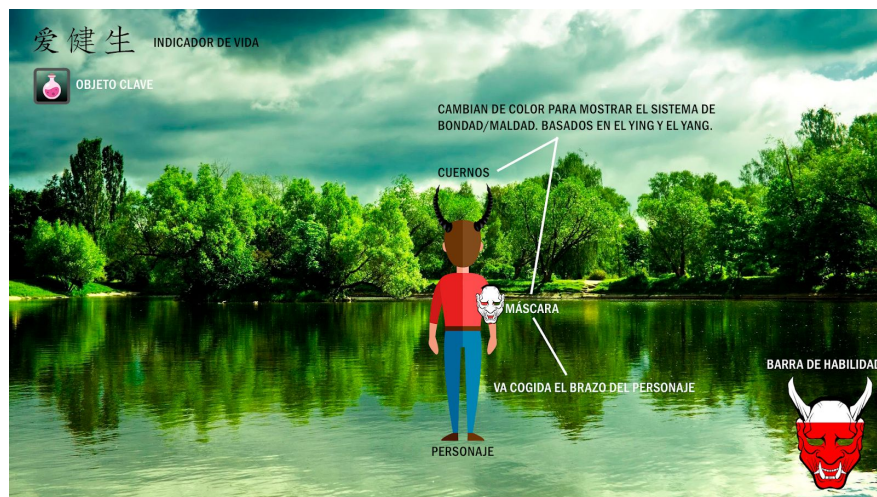 爱健生 INDICADOR DE VIDA
OBJETO CLAVE
CAMBIAN DE COLOR PARA MOSTRAR EL SISTEMA DE
BONDAD/MALDAD. BASADOS EN EL YING Y EL YANG.
CUERNOS
MÁSCARA
BARRA DE HABILIDAD
VA COGIDA EL BRAZO DEL PERSONAJE
PERSONAJE